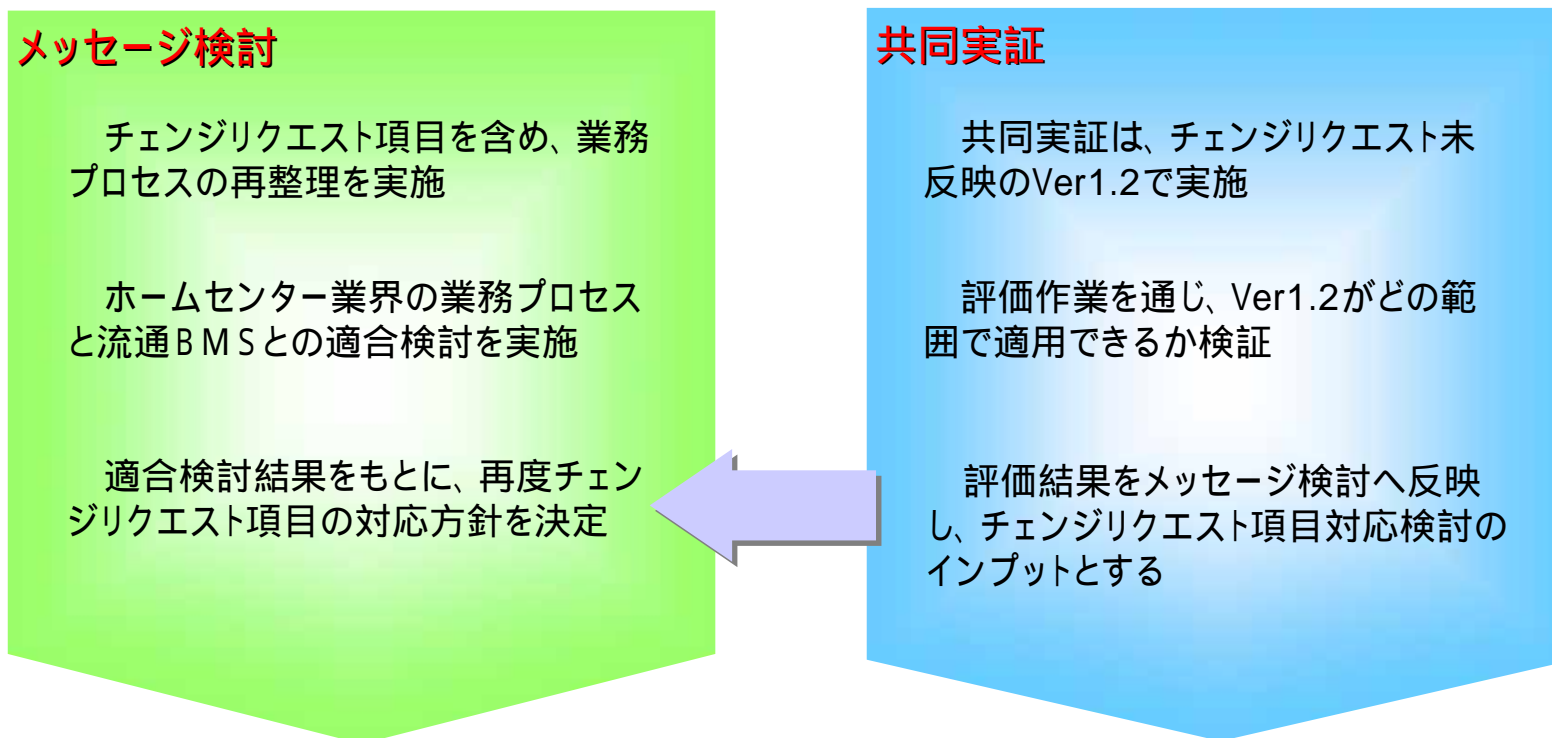 メッセージ検討
チェンジリクエスト項目を含め、業務
プロセスの再整理を実施
ホームセンター業界の業務プロセス
と流通BMSとの適合検討を実施
適合検討結果をもとに、再度チェン
ジリクエスト項目の対応方針を決定
共同実証
共同実証は、チェンジリクエスト未
反映のVer1.2で実施
評価作業を通じ、Ver1.2がどの範
囲で適用できるか検証
評価結果をメッセージ検討へ反映
し、チェンジリクエスト項目対応検討の
インプットとする